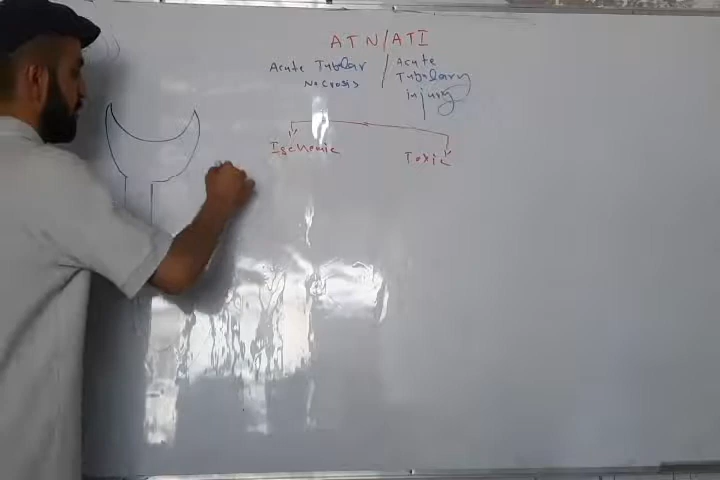 ATN/ATI
Acute Tubular / Acute
Necrosis Tubulary
injury
Ischemic
Toxic